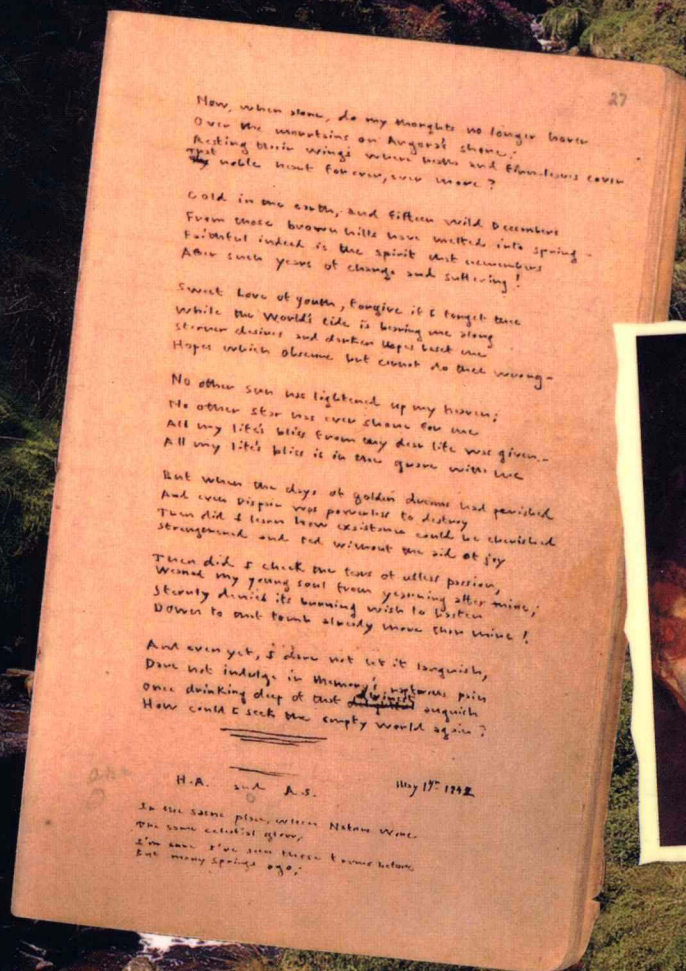 27
Now, when alone, do my thoughts no longer hover
Over the mountains on Angora's shore;
Resting their wings where heath and fern-leaves cover
That noble heart for ever, ever more?
Cold in the earth, and fifteen wild Decembers
From those brown hills have melted into spring -
Faithful indeed is the spirit that remembers
After such years of change and suffering!
Sweet Love of youth, forgive if I forget thee
While the World's tide is bearing me along
Sterner desires and darker Hopes beset me
Hopes which obscure but cannot do thee wrong -
No other sun has lightened up my heaven;
No other star has ever shone for me
All my life's bliss from thy dear life was given -
All my life's bliss is in the grave with thee
But when the days of golden dreams had perished
And even Dispair was powerless to destroy
Then did I learn how existence could be cherished
Strengthened and fed without the aid of joy
Then did I check the tears of useless passion,
Weaned my young soul from yearning after thine;
Sternly denied its burning wish to hasten
Down to that tomb already more than mine!
And even yet, I dare not let it languish,
Dare not indulge in Memory's rapturous pain
Once drinking deep of that divinest anguish
How could I seek the empty world again?
H.A. and A.S. May 17th 1842
In the same place, when Nature wore
The same celestial glow,
I'm sure I've seen these forms before
But many springs ago;